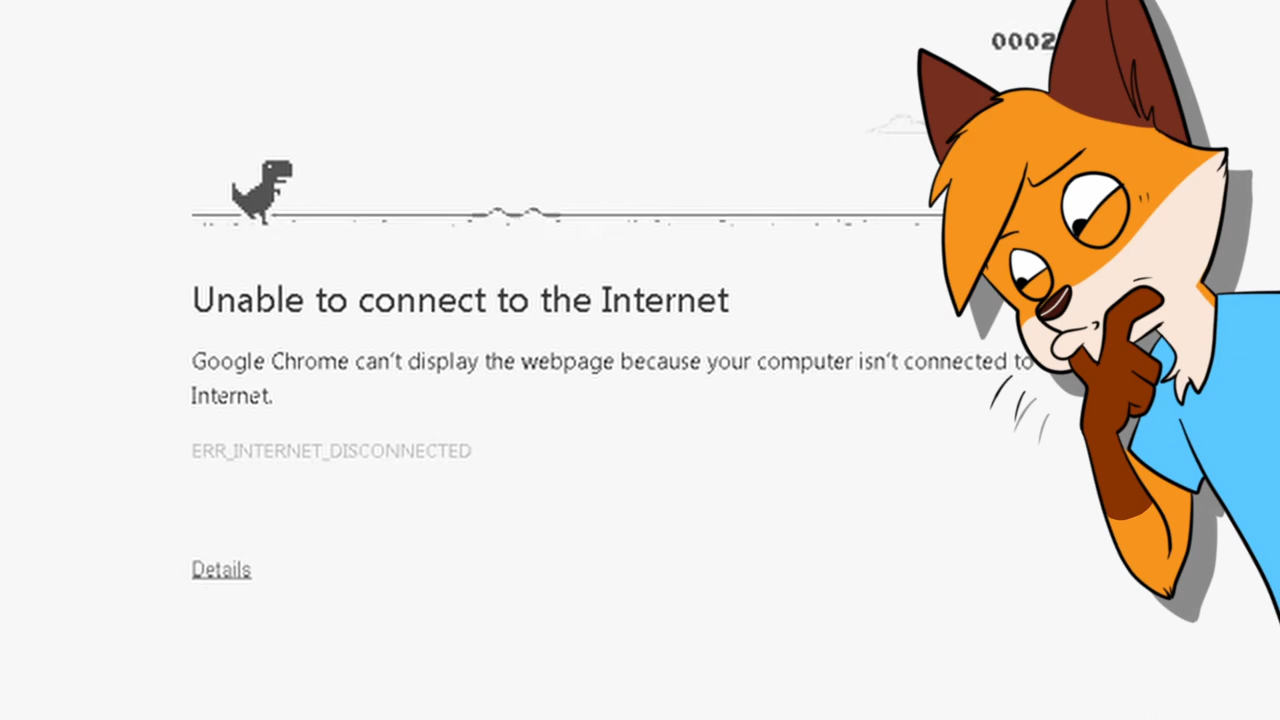 0002
Unable to connect to the Internet
Google Chrome can't display the webpage because your computer isn't connected to
Internet.
ERR_INTERNET_DISCONNECTED
Details